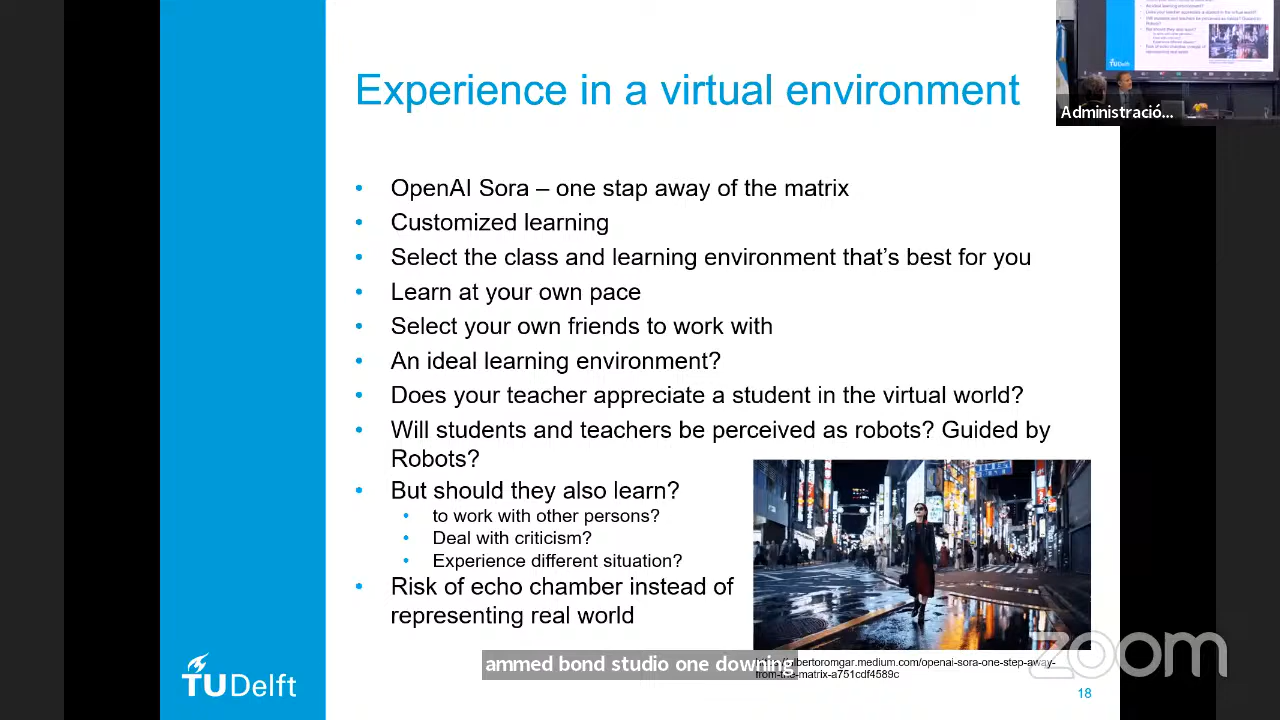 Experience in a virtual environment
Administració...
OpenAI Sora – one stap away of the matrix
Customized learning
Select the class and learning environment that's best for you
Learn at your own pace
Select your own friends to work with
An ideal learning environment?
Does your teacher appreciate a student in the virtual world?
Will students and teachers be perceived as robots? Guided by
Robots?
But should they also learn?
to work with other persons?
Deal with criticism?
Experience different situation?
Risk of echo chamber instead of
representing real world
ammed bond studio one downing
bertoromgar.medium.com/openai-sora-one-step-away-
from-the-matrix-a751cdf4589c
zoom
TUDelft
18